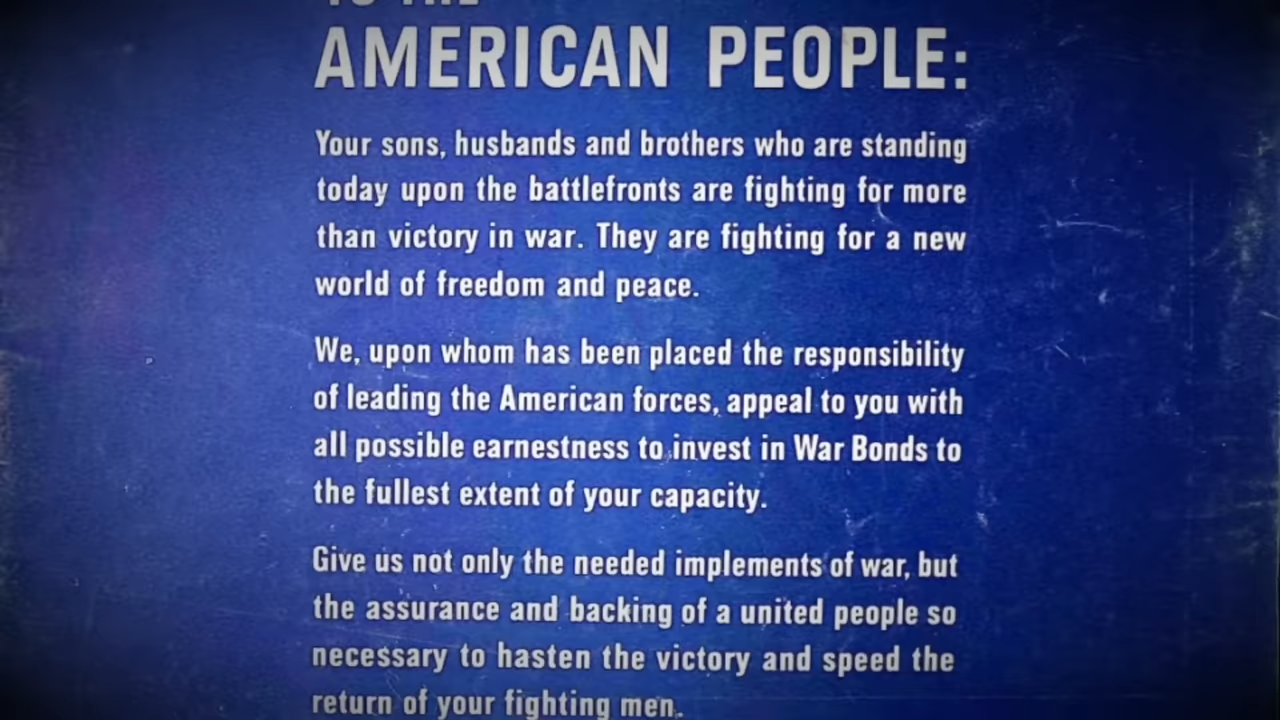 TO THE
AMERICAN PEOPLE:
Your sons, husbands and brothers who are standing
today upon the battlefronts are fighting for more
than victory in war. They are fighting for a new
world of freedom and peace.
We, upon whom has been placed the responsibility
of leading the American forces, appeal to you with
all possible earnestness to invest in War Bonds to
the fullest extent of your capacity.
Give us not only the needed implements of war, but
the assurance and backing of a united people so
necessary to hasten the victory and speed the
return of your fighting men.